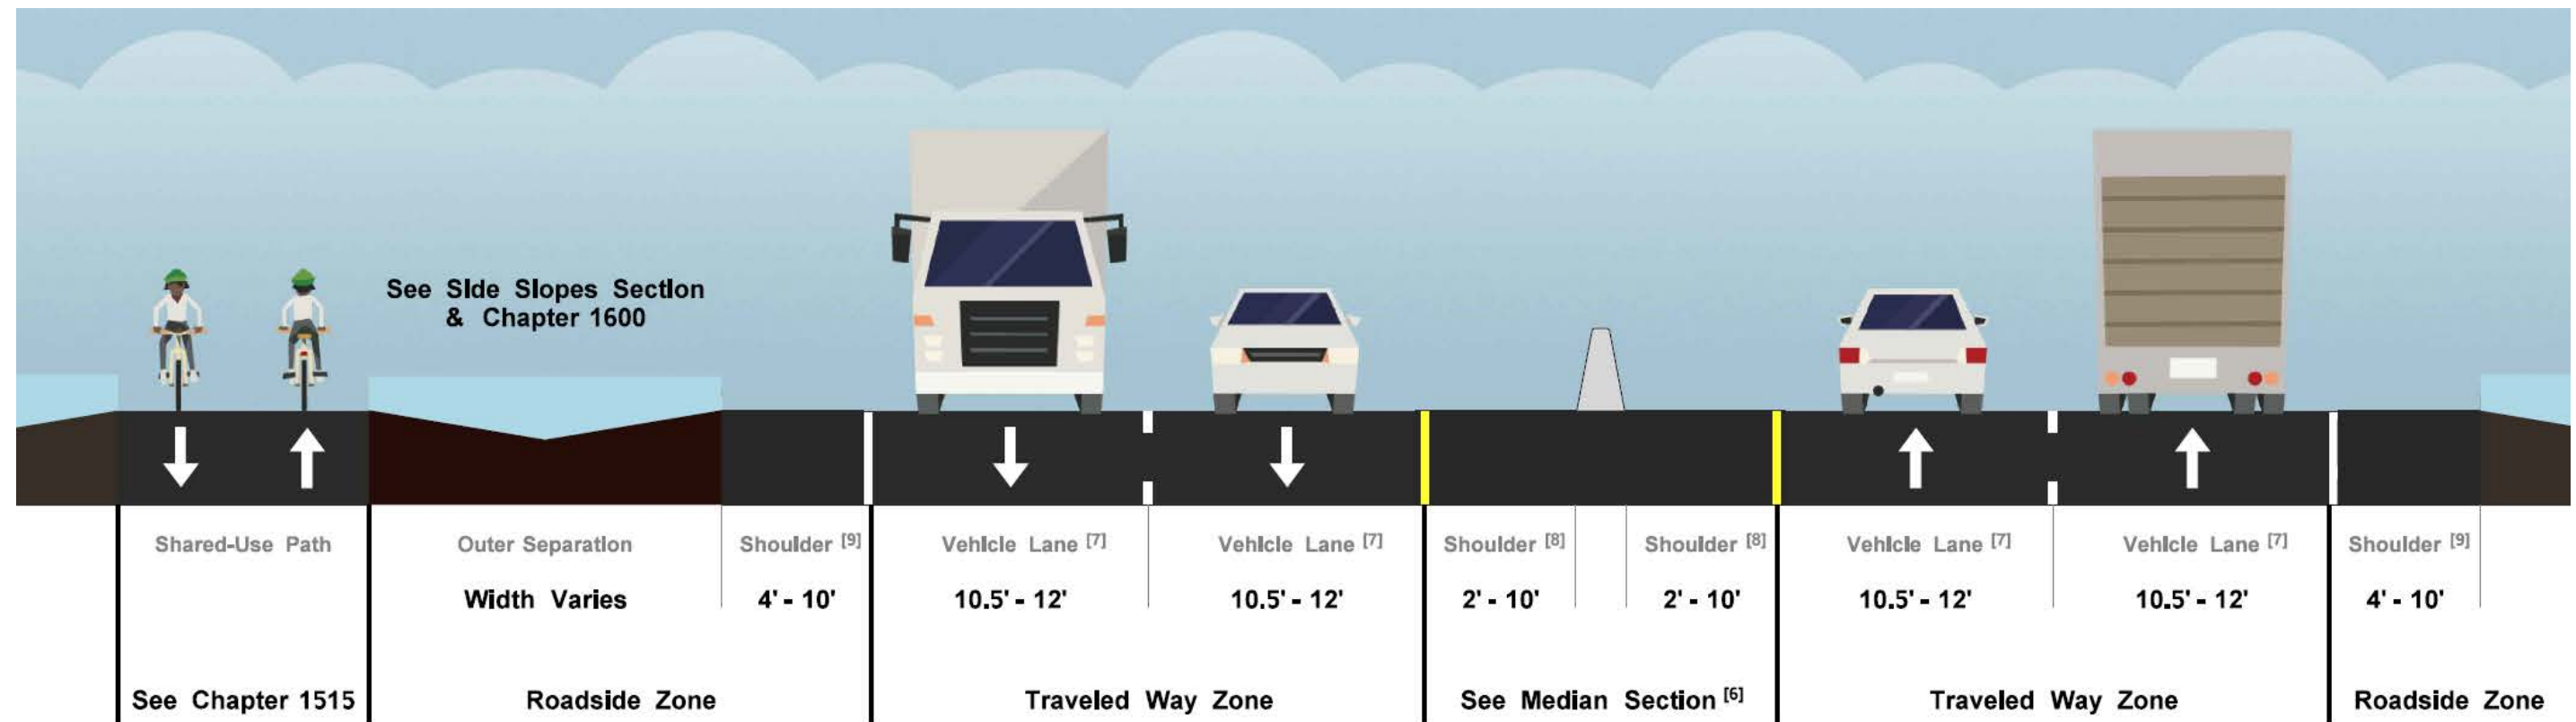 See Side Slopes Section
& Chapter 1600
Shared-Use Path
Outer Separation
Shoulder [9]
Vehicle Lane [7]
Vehicle Lane [7]
Shoulder [8]
Shoulder [8]
Vehicle Lane [7]
Vehicle Lane [7]
Shoulder [9]
Width Varies
4' - 10'
10.5' - 12'
10.5' - 12'
2' - 10'
2' - 10'
10.5' - 12'
10.5' - 12'
4' - 10'
See Chapter 1515
Roadside Zone
Traveled Way Zone
See Median Section [6]
Traveled Way Zone
Roadside Zone